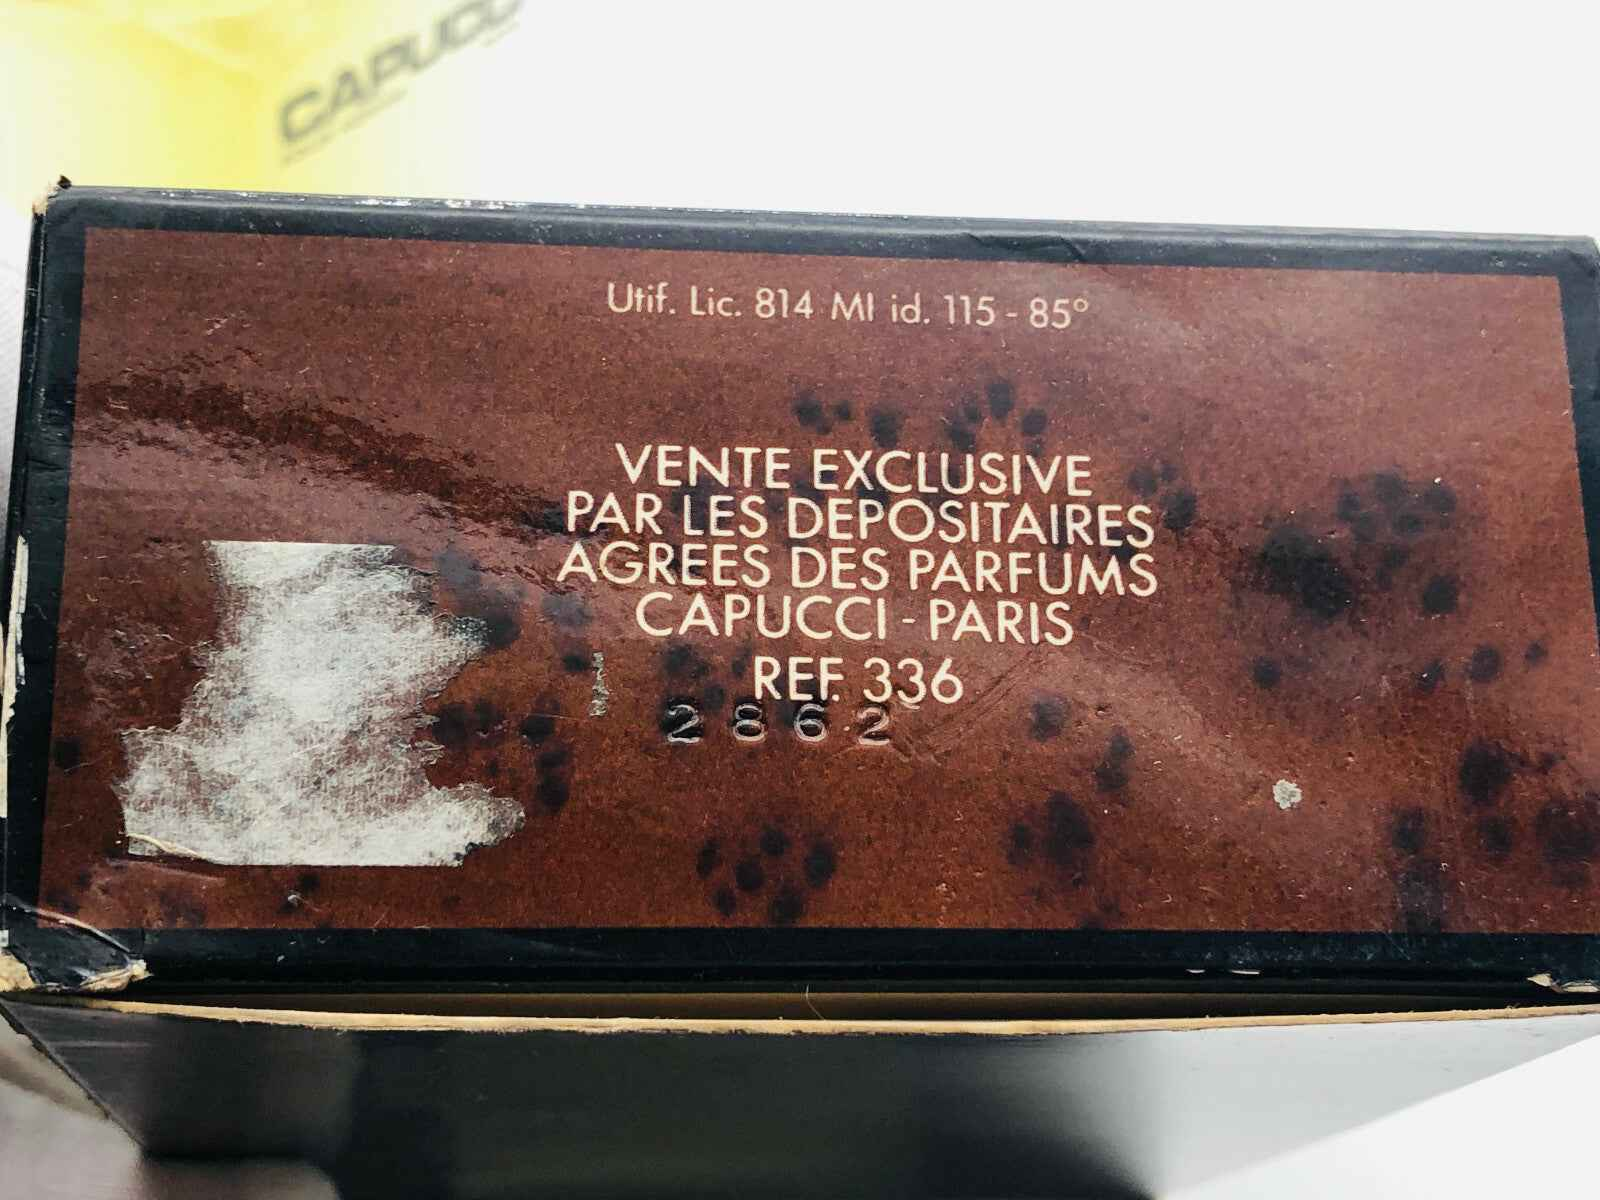 CAPUCCI
Utif. Lic. 814 MI id. 115 - 85°
VENTE EXCLUSIVE
PAR LES DEPOSITAIRES
AGREES DES PARFUMS
CAPUCCI - PARIS
REF. 336
2862